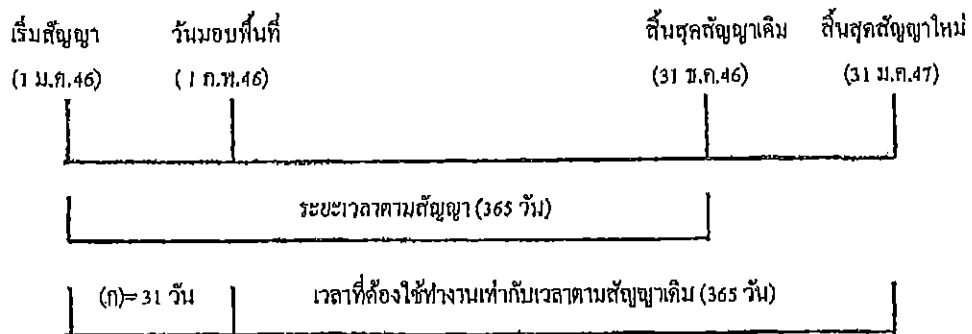 เริ่มสัญญา วันมอบพื้นที่ สิ้นสุดสัญญาเดิม สิ้นสุดสัญญาใหม่
(1 ม.ค.46) (1 ก.พ.46) (31 ธ.ค.46) (31 ม.ค.47)
ระยะเวลาตามสัญญา (365 วัน)
(ก)= 31 วัน เวลาที่ต้องใช้ทำงานเท่ากับเวลาตามสัญญาเดิม (365 วัน)